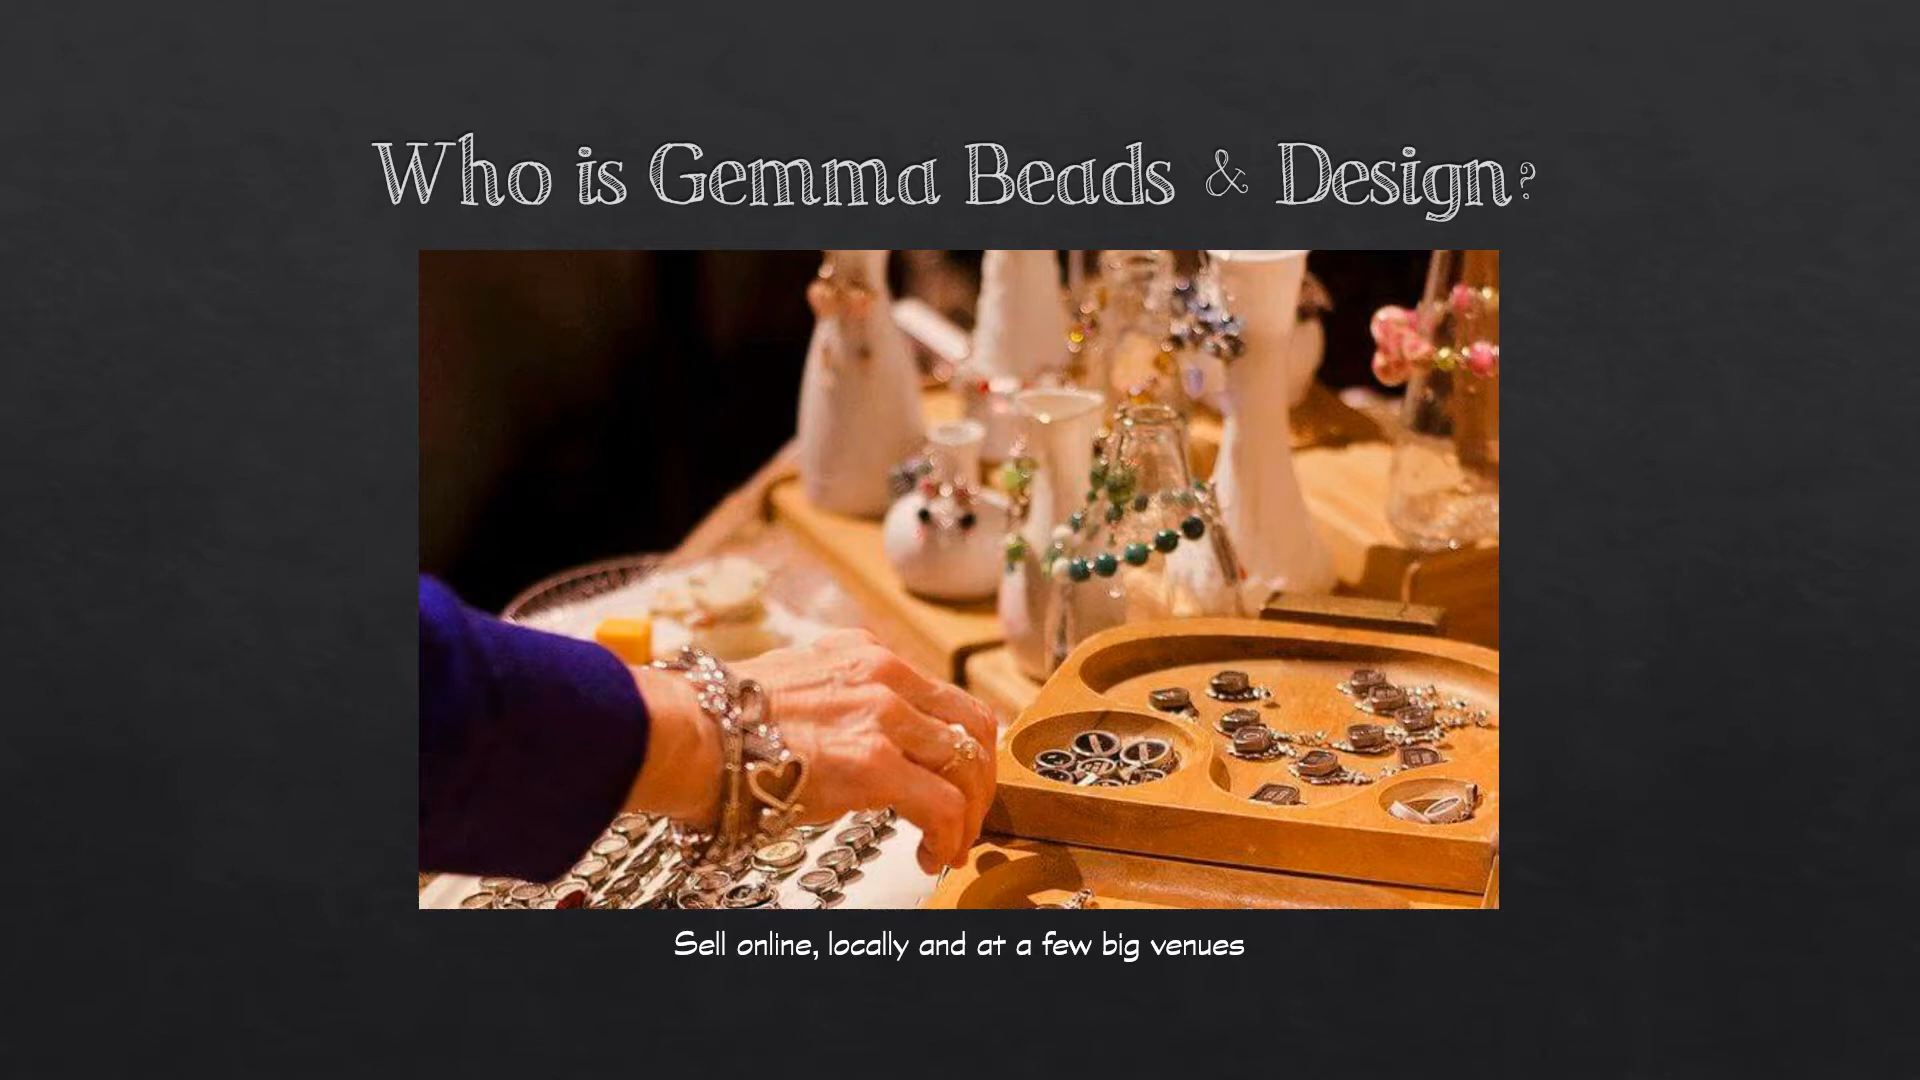 Who is Gemma Beads & Design?
Sell online, locally and at a few big venues